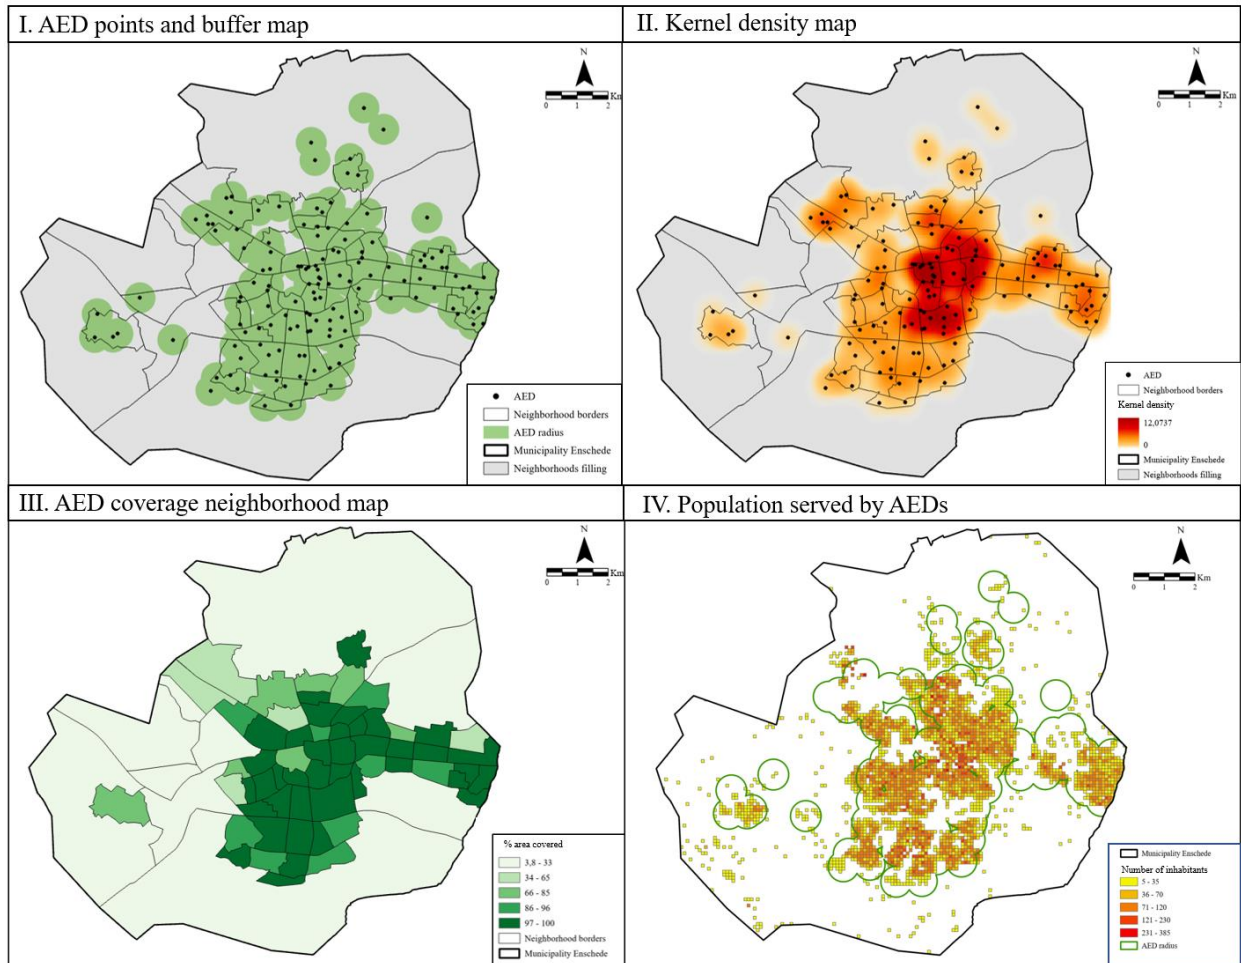 I. AED points and buffer map
N
0 1 2 Km
AED
Neighborhood borders
AED radius
Municipality Enschede
Neighborhoods filling
II. Kernel density map
N
0 1 2 Km
AED
Neighborhood borders
Kernel density
12,0737
0
Municipality Enschede
Neighborhoods filling
III. AED coverage neighborhood map
N
0 1 2 Km
% area covered
3,8 - 33
34 - 65
66 - 85
86 - 96
97 - 100
Neighborhood borders
Municipality Enschede
IV. Population served by AEDs
N
0 1 2 Km
Municipality Enschede
Number of inhabitants
5 - 35
36 - 70
71 - 120
121 - 230
231 - 385
AED radius